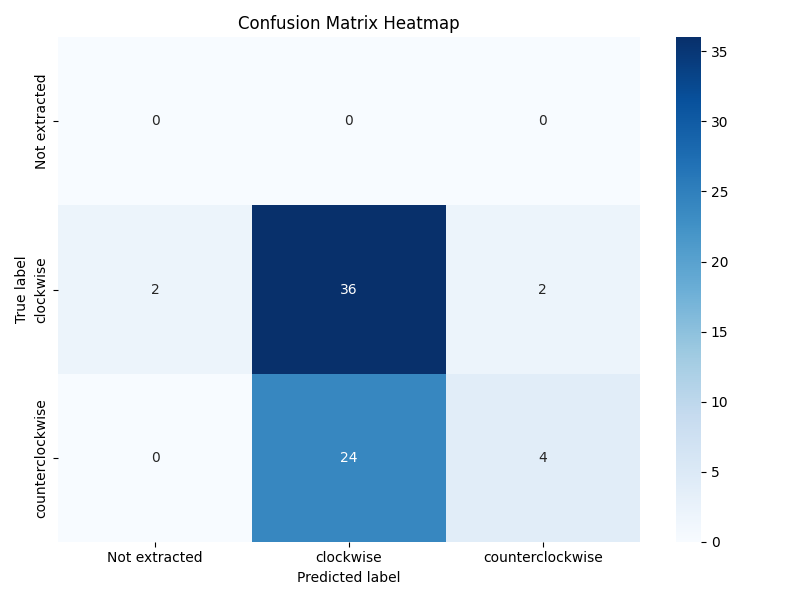 Confusion Matrix Heatmap
True label
Not extracted
clockwise
counterclockwise
0 0 0
2 36 2
0 24 4
Not extracted clockwise counterclockwise
Predicted label
35
30
25
20
15
10
5
0